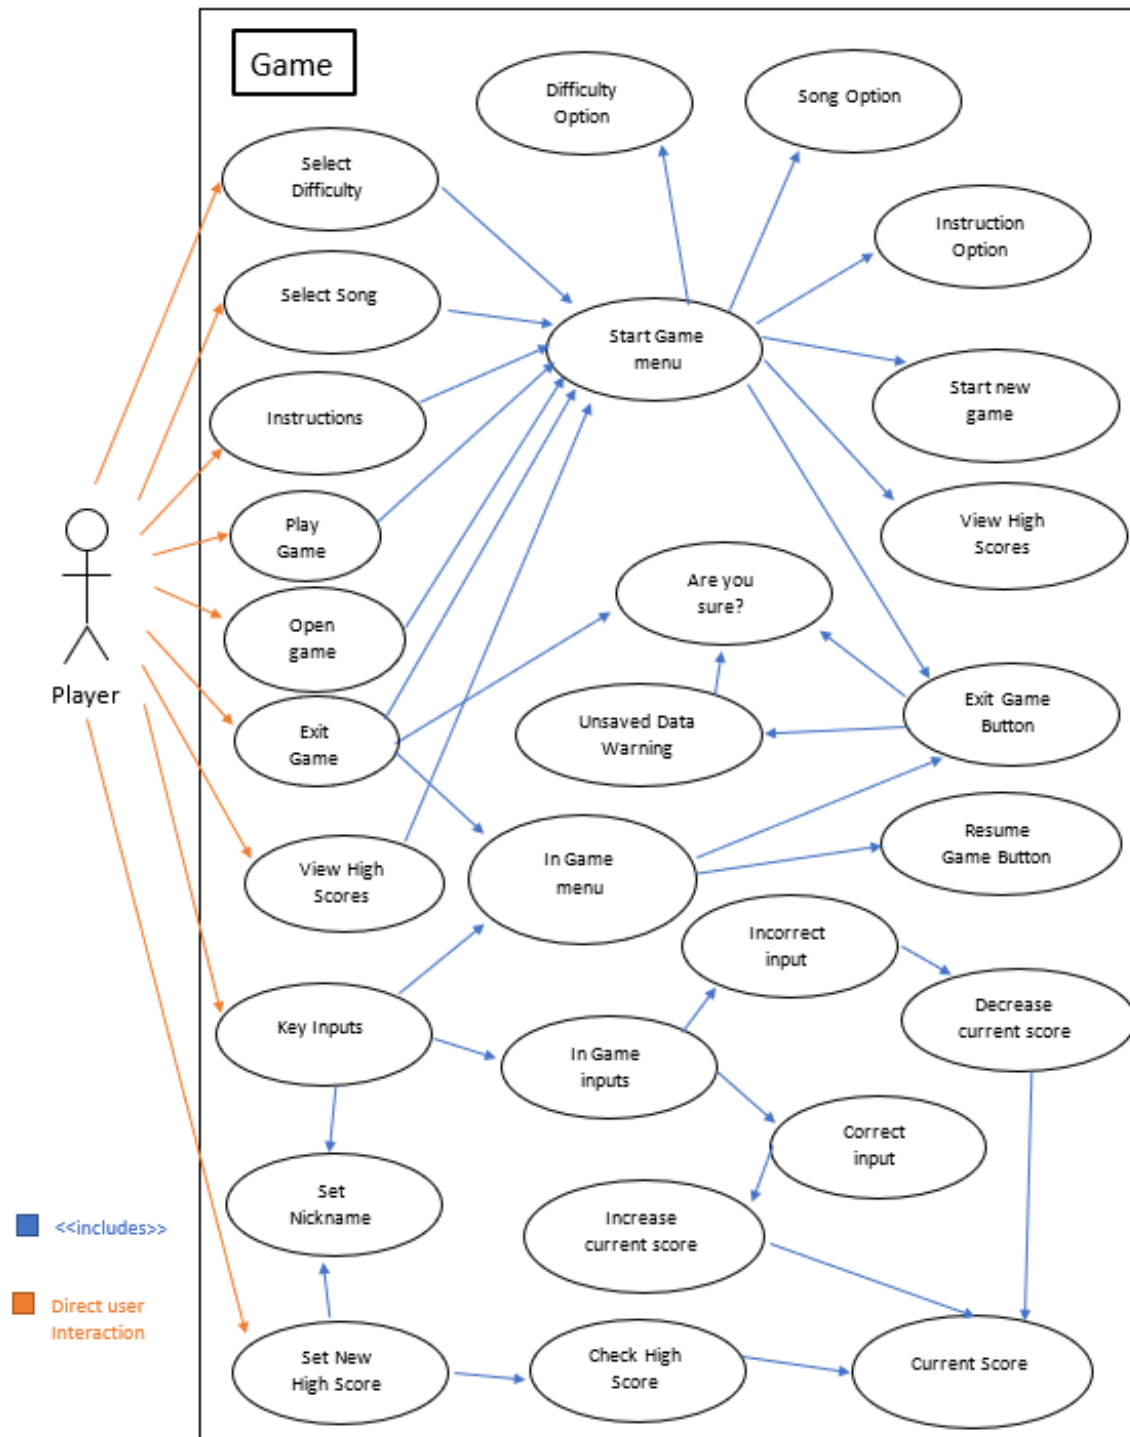 Game
Difficulty
Option
Song Option
Select
Difficulty
Instruction
Option
Select Song
Start Game
menu
Start new
game
Instructions
View High
Scores
Play
Game
Are you
sure?
Open
game
Player
Exit
Game
Unsaved Data
Warning
Exit Game
Button
Resume
Game Button
View High
Scores
In Game
menu
Incorrect
input
Decrease
current score
Key Inputs
In Game
inputs
Correct
input
Set
Nickname
Increase
current score
<<includes>>
Direct user
Interaction
Set New
High Score
Check High
Score
Current Score